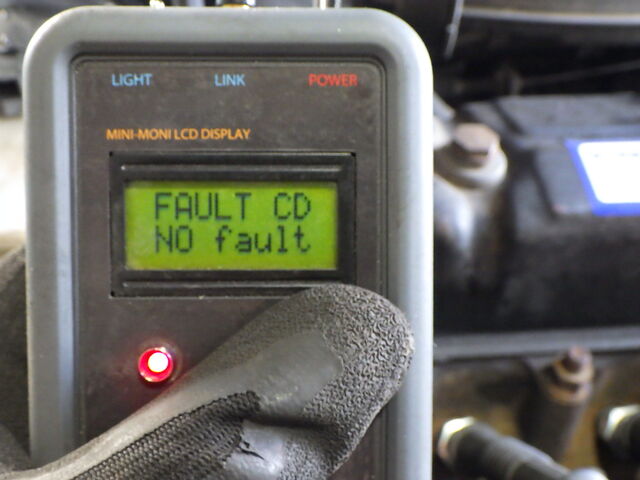 LIGHT LINK POWER
MINI-MONI LCD DISPLAY
FAULT CD
NO fault